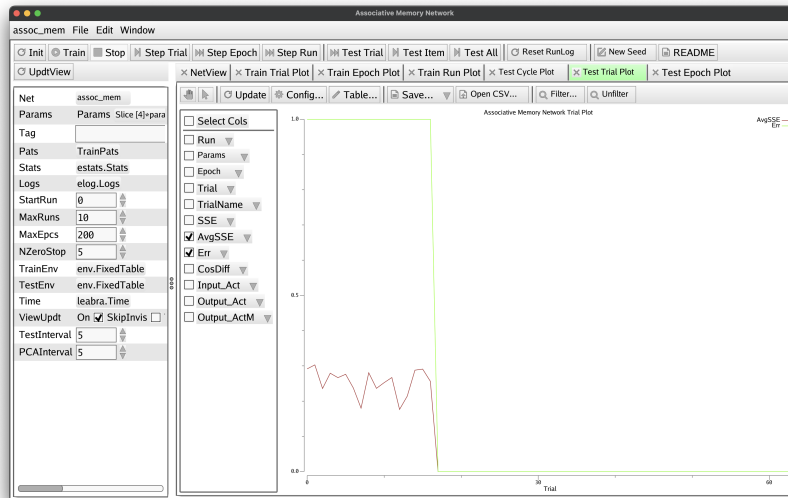 Associative Memory Network
assoc_mem File Edit Window
Init Train Stop Step Trial Step Epoch Step Run Test Trial Test Item Test All Reset RunLog New Seed README
UpdtView
NetView Train Trial Plot Train Epoch Plot Train Run Plot Test Cycle Plot Test Trial Plot Test Epoch Plot
Update Config... Table... Save... Open CSV... Filter... Unfilter
Net assoc_mem
Params Params Slice [4]*para
Tag
Pats TrainPats
Stats estats.Stats
Logs elog.Logs
StartRun 0
MaxRuns 10
MaxEpcs 200
NZeroStop 5
TrainEnv env.FixedTable
TestEnv env.FixedTable
Time leabra.Time
ViewUpdt On SkipInvis
TestInterval 5
PCAInterval 5
Select Cols
Run
Params
Epoch
Trial
TrialName
SSE
AvgSSE
Err
CosDiff
Input_Act
Output_Act
Output_ActM
Associative Memory Network Trial Plot
AvgSSE
Err
1.0
0.5
0.0
0 30 60
Trial